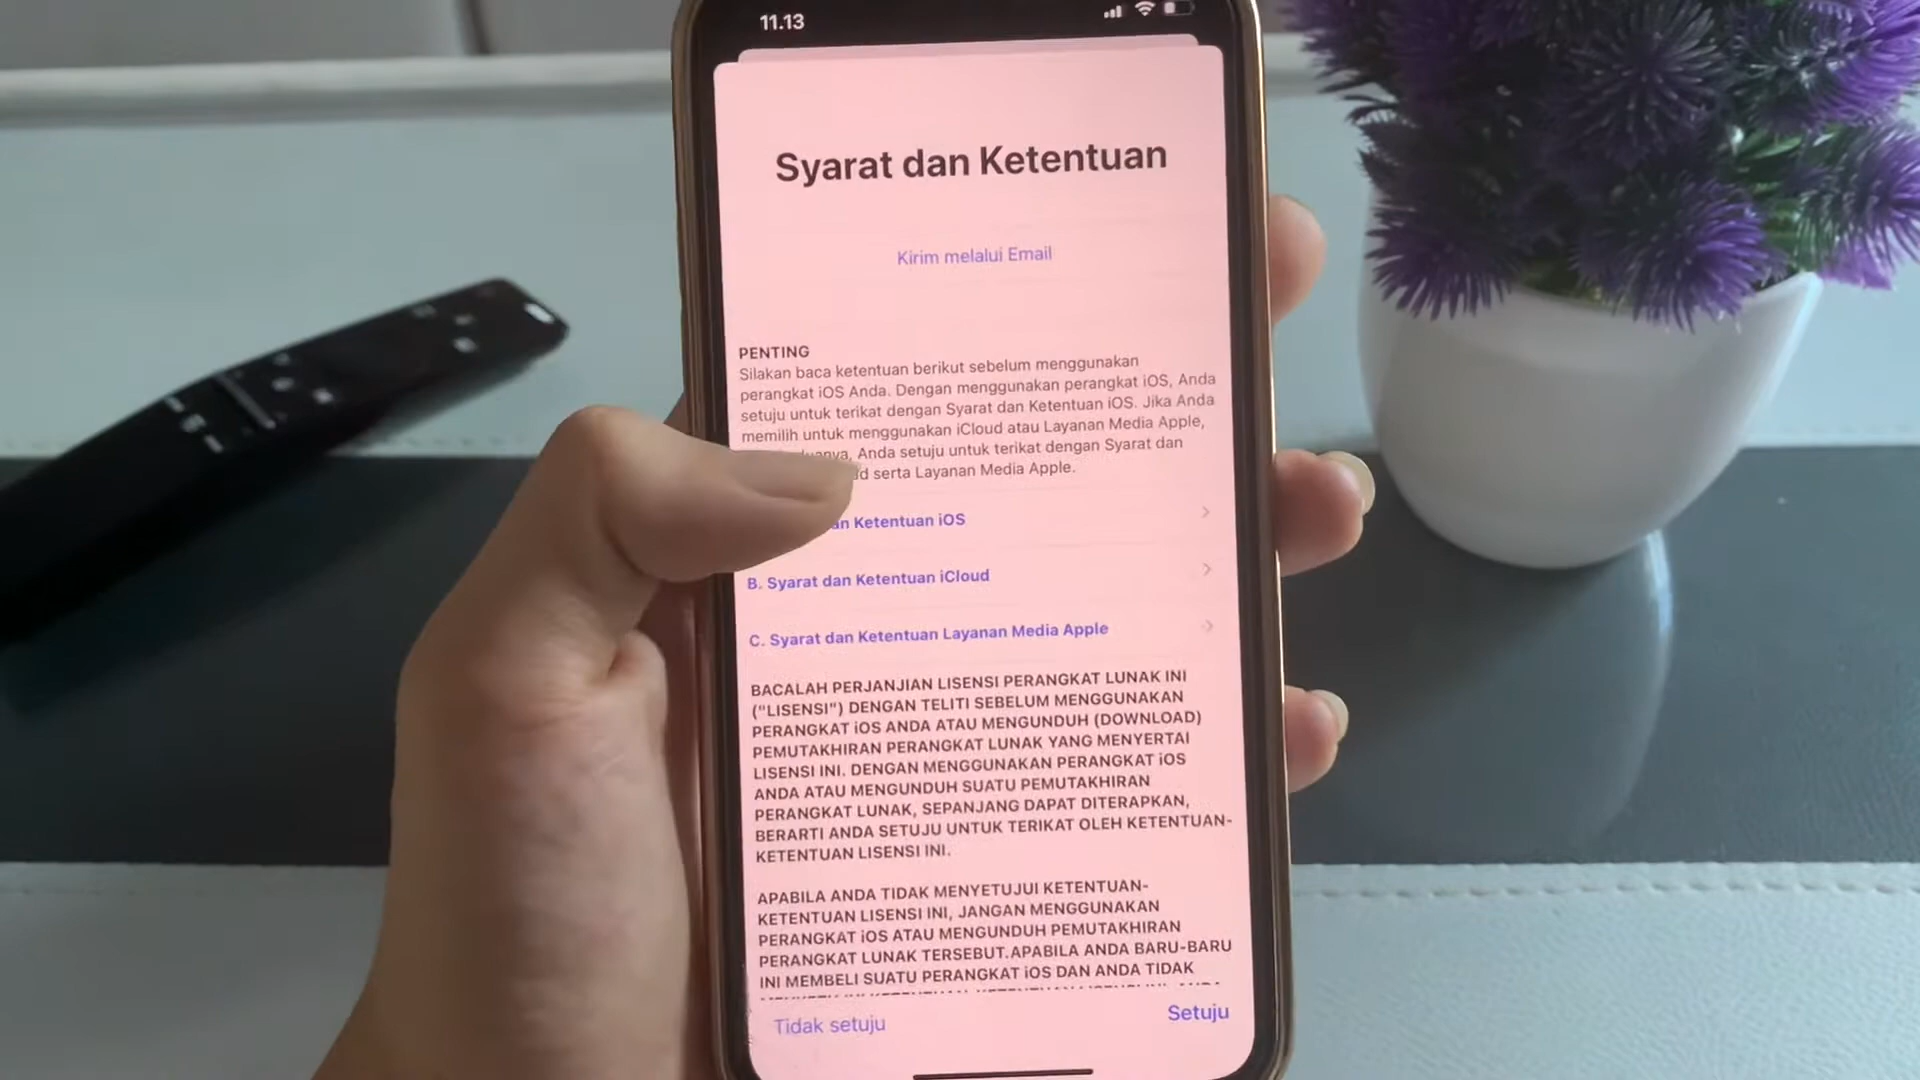 11.13
Syarat dan Ketentuan
Kirim melalui Email
PENTING
Silakan baca ketentuan berikut sebelum menggunakan
perangkat iOS Anda. Dengan menggunakan perangkat iOS, Anda
setuju untuk terikat dengan Syarat dan Ketentuan iOS. Jika Anda
memilih untuk menggunakan iCloud atau Layanan Media Apple,
Anda setuju untuk terikat dengan Syarat dan
serta Layanan Media Apple.
Ketentuan iOS
B. Syarat dan Ketentuan iCloud
C. Syarat dan Ketentuan Layanan Media Apple
BACALAH PERJANJIAN LISENSI PERANGKAT LUNAK INI
("LISENSI") DENGAN TELITI SEBELUM MENGGUNAKAN
PERANGKAT iOS ANDA ATAU MENGUNDUH (DOWNLOAD)
PEMUTAKHIRAN PERANGKAT LUNAK YANG MENYERTAI
LISENSI INI. DENGAN MENGGUNAKAN PERANGKAT iOS
ANDA ATAU MENGUNDUH SUATU PEMUTAKHIRAN
PERANGKAT LUNAK, SEPANJANG DAPAT DITERAPKAN,
BERARTI ANDA SETUJU UNTUK TERIKAT OLEH KETENTUAN-
KETENTUAN LISENSI INI.
APABILA ANDA TIDAK MENYETUJUI KETENTUAN-
KETENTUAN LISENSI INI, JANGAN MENGGUNAKAN
PERANGKAT iOS ATAU MENGUNDUH PEMUTAKHIRAN
PERANGKAT LUNAK TERSEBUT.APABILA ANDA BARU-BARU
INI MEMBELI SUATU PERANGKAT iOS DAN ANDA TIDAK
Tidak setuju
Setuju